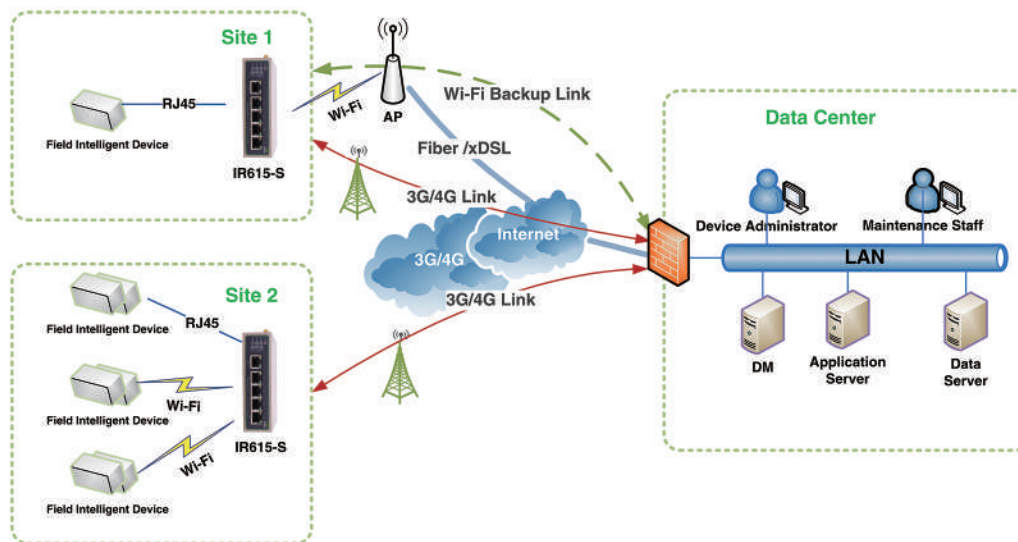 Site 1
RJ45
Field Intelligent Device
IR615-S
Wi-Fi
AP
Wi-Fi Backup Link
Fiber /xDSL
3G/4G Link
Internet
3G/4G
3G/4G Link
Site 2
RJ45
Field Intelligent Device
Wi-Fi
Field Intelligent Device
IR615-S
Wi-Fi
Field Intelligent Device
Data Center
Device Administrator
Maintenance Staff
LAN
DM
Application
Server
Data
Server